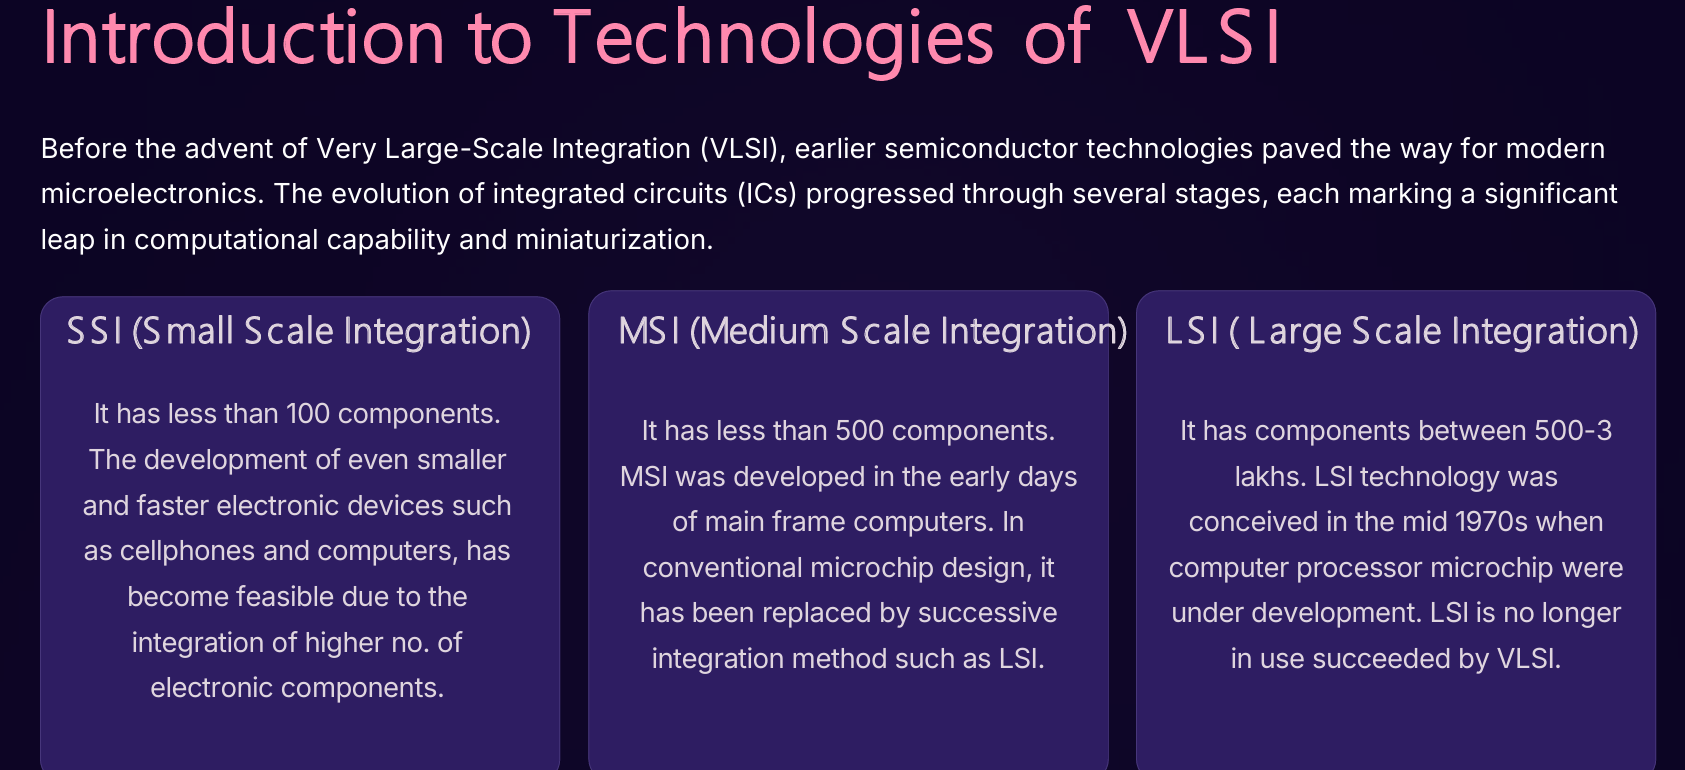 Introduction to Technologies of VLSI
Before the advent of Very Large-Scale Integration (VLSI), earlier semiconductor technologies paved the way for modern
microelectronics. The evolution of integrated circuits (ICs) progressed through several stages, each marking a significant
leap in computational capability and miniaturization.
SSI (Small Scale Integration)
It has less than 100 components.
The development of even smaller
and faster electronic devices such
as cellphones and computers, has
become feasible due to the
integration of higher no. of
electronic components.
MSI (Medium Scale Integration)
It has less than 500 components.
MSI was developed in the early days
of main frame computers. In
conventional microchip design, it
has been replaced by successive
integration method such as LSI.
LSI ( Large Scale Integration)
It has components between 500-3
lakhs. LSI technology was
conceived in the mid 1970s when
computer processor microchip were
under development. LSI is no longer
in use succeeded by VLSI.